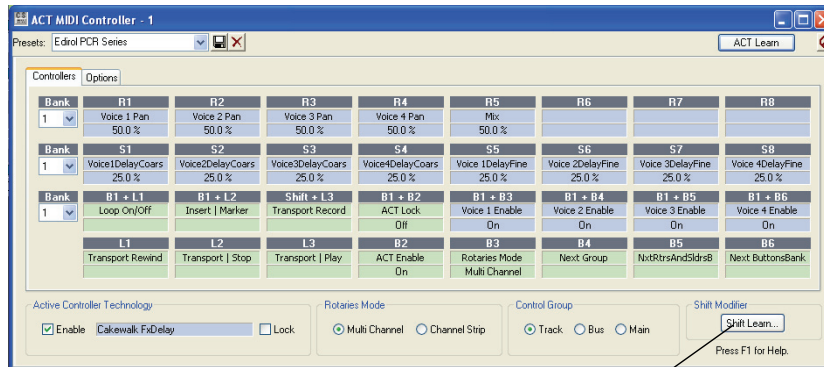 ACT MIDI Controller - 1
Presets: Edirol PCR Series ACT Learn
Controllers Options
Bank R1 R2 R3 R4 R5 R6 R7 R8
1 Voice 1 Pan Voice 2 Pan Voice 3 Pan Voice 4 Pan Mix
50.0 % 50.0 % 50.0 % 50.0 % 50.0 %
Bank S1 S2 S3 S4 S5 S6 S7 S8
1 Voice1DelayCoars Voice2DelayCoars Voice3DelayCoars Voice4DelayCoars Voice 1DelayFine Voice 2DelayFine Voice 3DelayFine Voice 4DelayFine
25.0 % 25.0 % 25.0 % 25.0 % 25.0 % 25.0 % 25.0 % 25.0 %
Bank B1 + L1 B1 + L2 Shift + L3 B1 + B2 B1 + B3 B1 + B4 B1 + B5 B1 + B6
1 Loop On/Off Insert | Marker Transport Record ACT Lock Voice 1 Enable Voice 2 Enable Voice 3 Enable Voice 4 Enable
Off On On On On
L1 L2 L3 B2 B3 B4 B5 B6
Transport Rewind Transport | Stop Transport | Play ACT Enable Rotaries Mode Next Group NxtRtrsAndSldrsB Next ButtonsBank
On Multi Channel
Active Controller Technology Rotaries Mode Control Group Shift Modifier
Enable Cakewalk FxDelay Lock Multi Channel Channel Strip Track Bus Main Shift Learn...
Press F1 for Help.